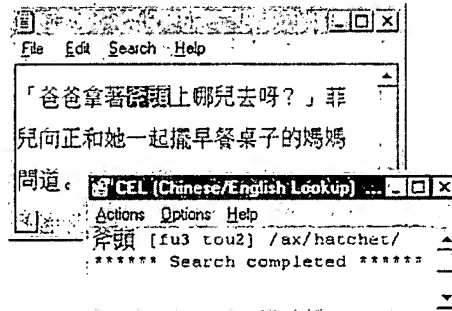 File Edit Search Help
「爸爸拿著斧頭上哪兒去呀？」菲
兒向正和她一起擺早餐桌子的媽媽
問道。
CEL (Chinese/English Lookup) ...
Actions Options Help
斧頭 [fu3 tou2] /ax/hatchet/
****** Search completed ******